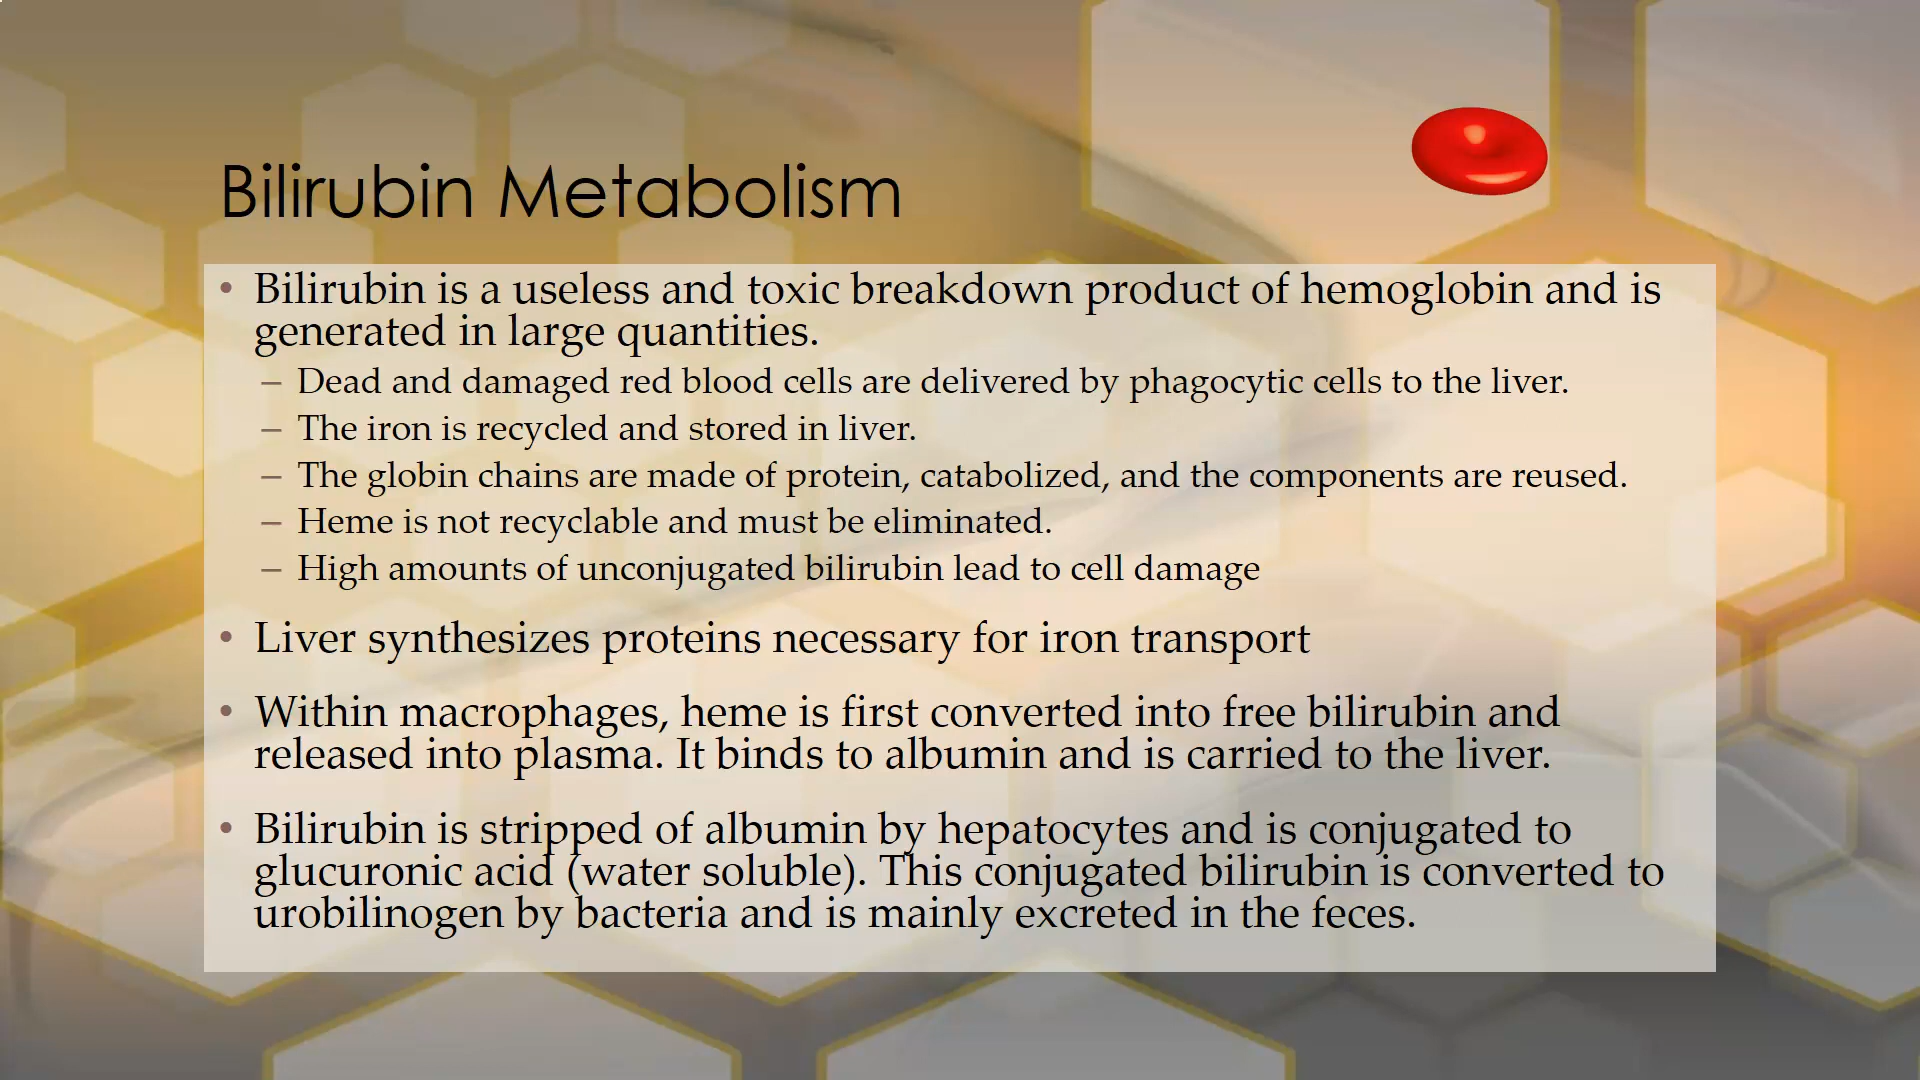 Bilirubin Metabolism
• Bilirubin is a useless and toxic breakdown product of hemoglobin and is
generated in large quantities.
– Dead and damaged red blood cells are delivered by phagocytic cells to the liver.
– The iron is recycled and stored in liver.
– The globin chains are made of protein, catabolized, and the components are reused.
– Heme is not recyclable and must be eliminated.
– High amounts of unconjugated bilirubin lead to cell damage
• Liver synthesizes proteins necessary for iron transport
• Within macrophages, heme is first converted into free bilirubin and
released into plasma. It binds to albumin and is carried to the liver.
• Bilirubin is stripped of albumin by hepatocytes and is conjugated to
glucuronic acid (water soluble). This conjugated bilirubin is converted to
urobilinogen by bacteria and is mainly excreted in the feces.